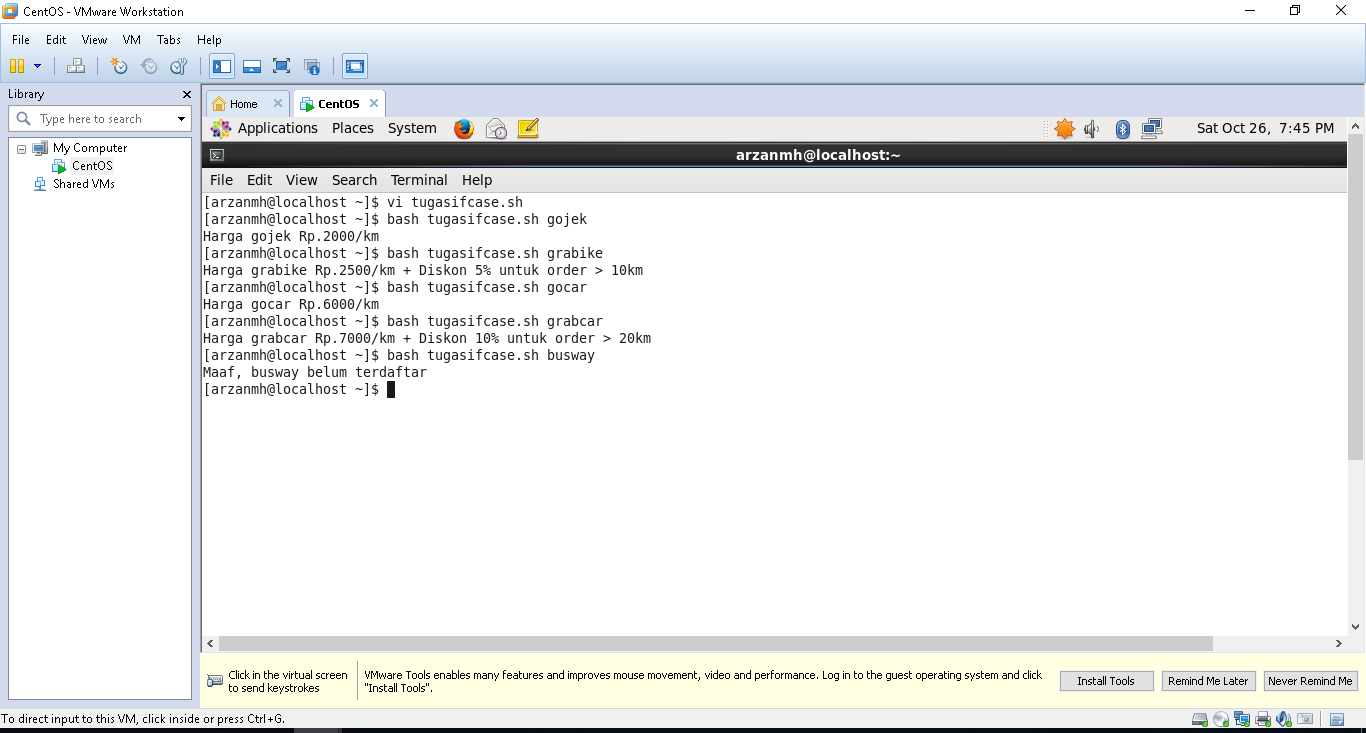 CentOS - VMware Workstation
File Edit View VM Tabs Help
Library
Type here to search
My Computer
CentOS
Shared VMs
Home CentOS
Applications Places System Sat Oct 26, 7:45 PM
arzanmh@localhost:~
File Edit View Search Terminal Help
[arzanmh@localhost ~]$ vi tugasifcase.sh
[arzanmh@localhost ~]$ bash tugasifcase.sh gojek
Harga gojek Rp.2000/km
[arzanmh@localhost ~]$ bash tugasifcase.sh grabike
Harga grabike Rp.2500/km + Diskon 5% untuk order > 10km
[arzanmh@localhost ~]$ bash tugasifcase.sh gocar
Harga gocar Rp.6000/km
[arzanmh@localhost ~]$ bash tugasifcase.sh grabcar
Harga grabcar Rp.7000/km + Diskon 10% untuk order > 20km
[arzanmh@localhost ~]$ bash tugasifcase.sh busway
Maaf, busway belum terdaftar
[arzanmh@localhost ~]$
Click in the virtual screen
to send keystrokes
VMware Tools enables many features and improves mouse movement, video and performance. Log in to the guest operating system and click
"Install Tools".
Install Tools Remind Me Later Never Remind Me
To direct input to this VM, click inside or press Ctrl+G.